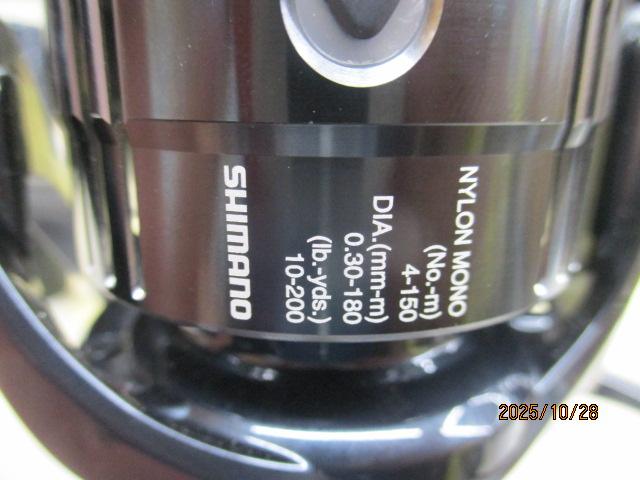 NYLON MONO
(No.-m)
4-150
DIA.(mm-m)
0.30-180
(lb.-yds.)
10-200
SHIMANO
2025/10/28